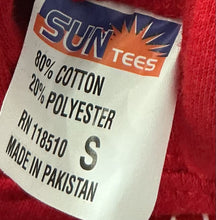 SUN
TEES
80% COTTON
20% POLYESTER
RN 118510 S
MADE IN PAKISTAN